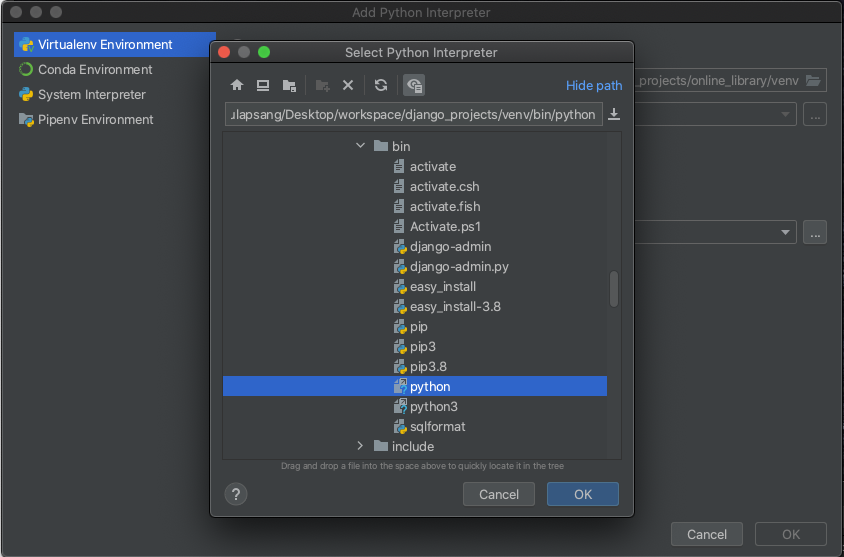 Add Python Interpreter
Virtualenv Environment
Conda Environment
System Interpreter
Pipenv Environment
_projects/online_library/venv
...
...
Select Python Interpreter
Hide path
ılapsang/Desktop/workspace/django_projects/venv/bin/python
bin
activate
activate.csh
activate.fish
Activate.ps1
django-admin
django-admin.py
easy_install
easy_install-3.8
pip
pip3
pip3.8
python
python3
sqlformat
include
Drag and drop a file into the space above to quickly locate it in the tree
?
Cancel
OK
Cancel
OK